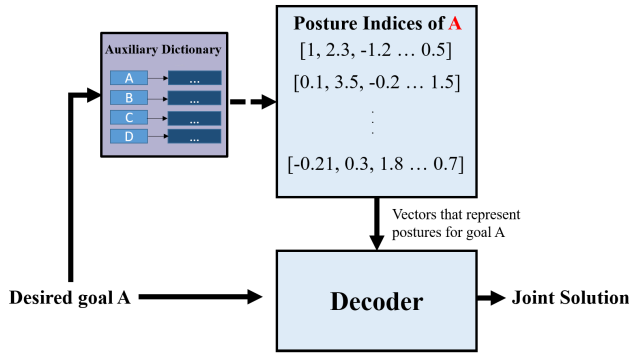 Posture Indices of A
[1, 2.3, -1.2 … 0.5]
[0.1, 3.5, -0.2 … 1.5]
.
.
.
[-0.21, 0.3, 1.8 … 0.7]
Auxiliary Dictionary
A ...
B ...
C ...
D ...
Vectors that represent
postures for goal A
Desired goal A
Decoder
Joint Solution